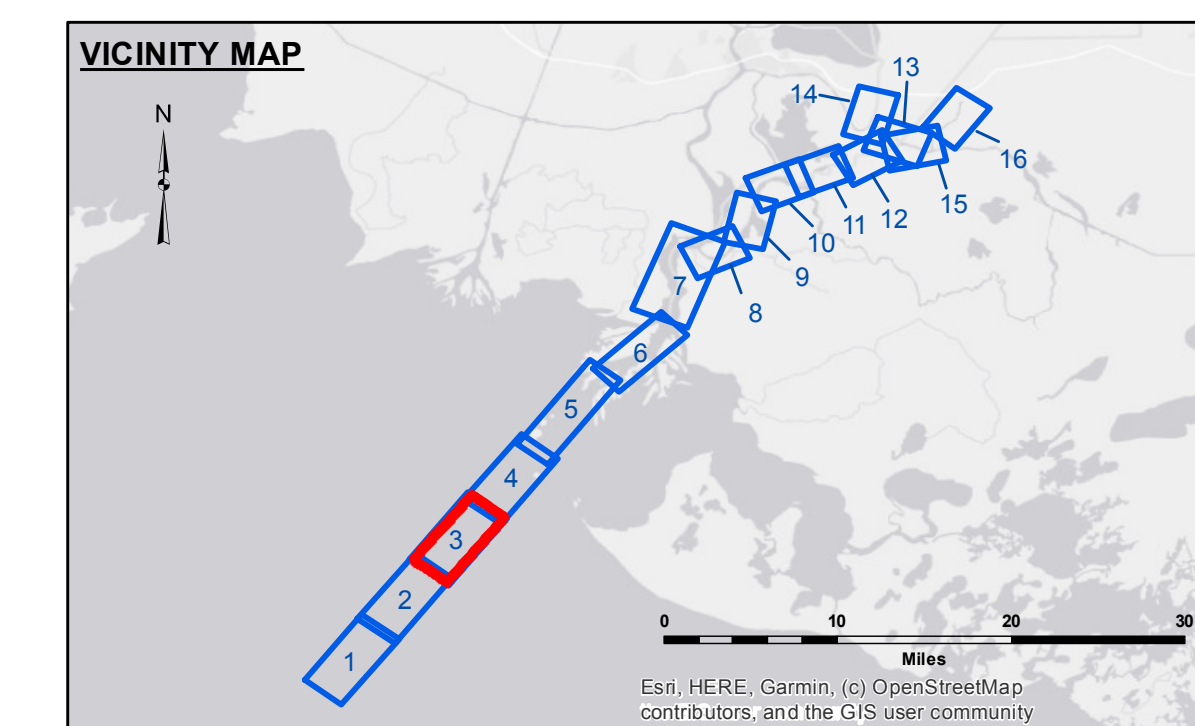 VICINITY MAP
N
13
14
16
15
12
11
10
9
8
7
6
5
4
3
2
1
0 10 20 30
Miles
Esri, HERE, Garmin, (c) OpenStreetMap
contributors, and the GIS user community